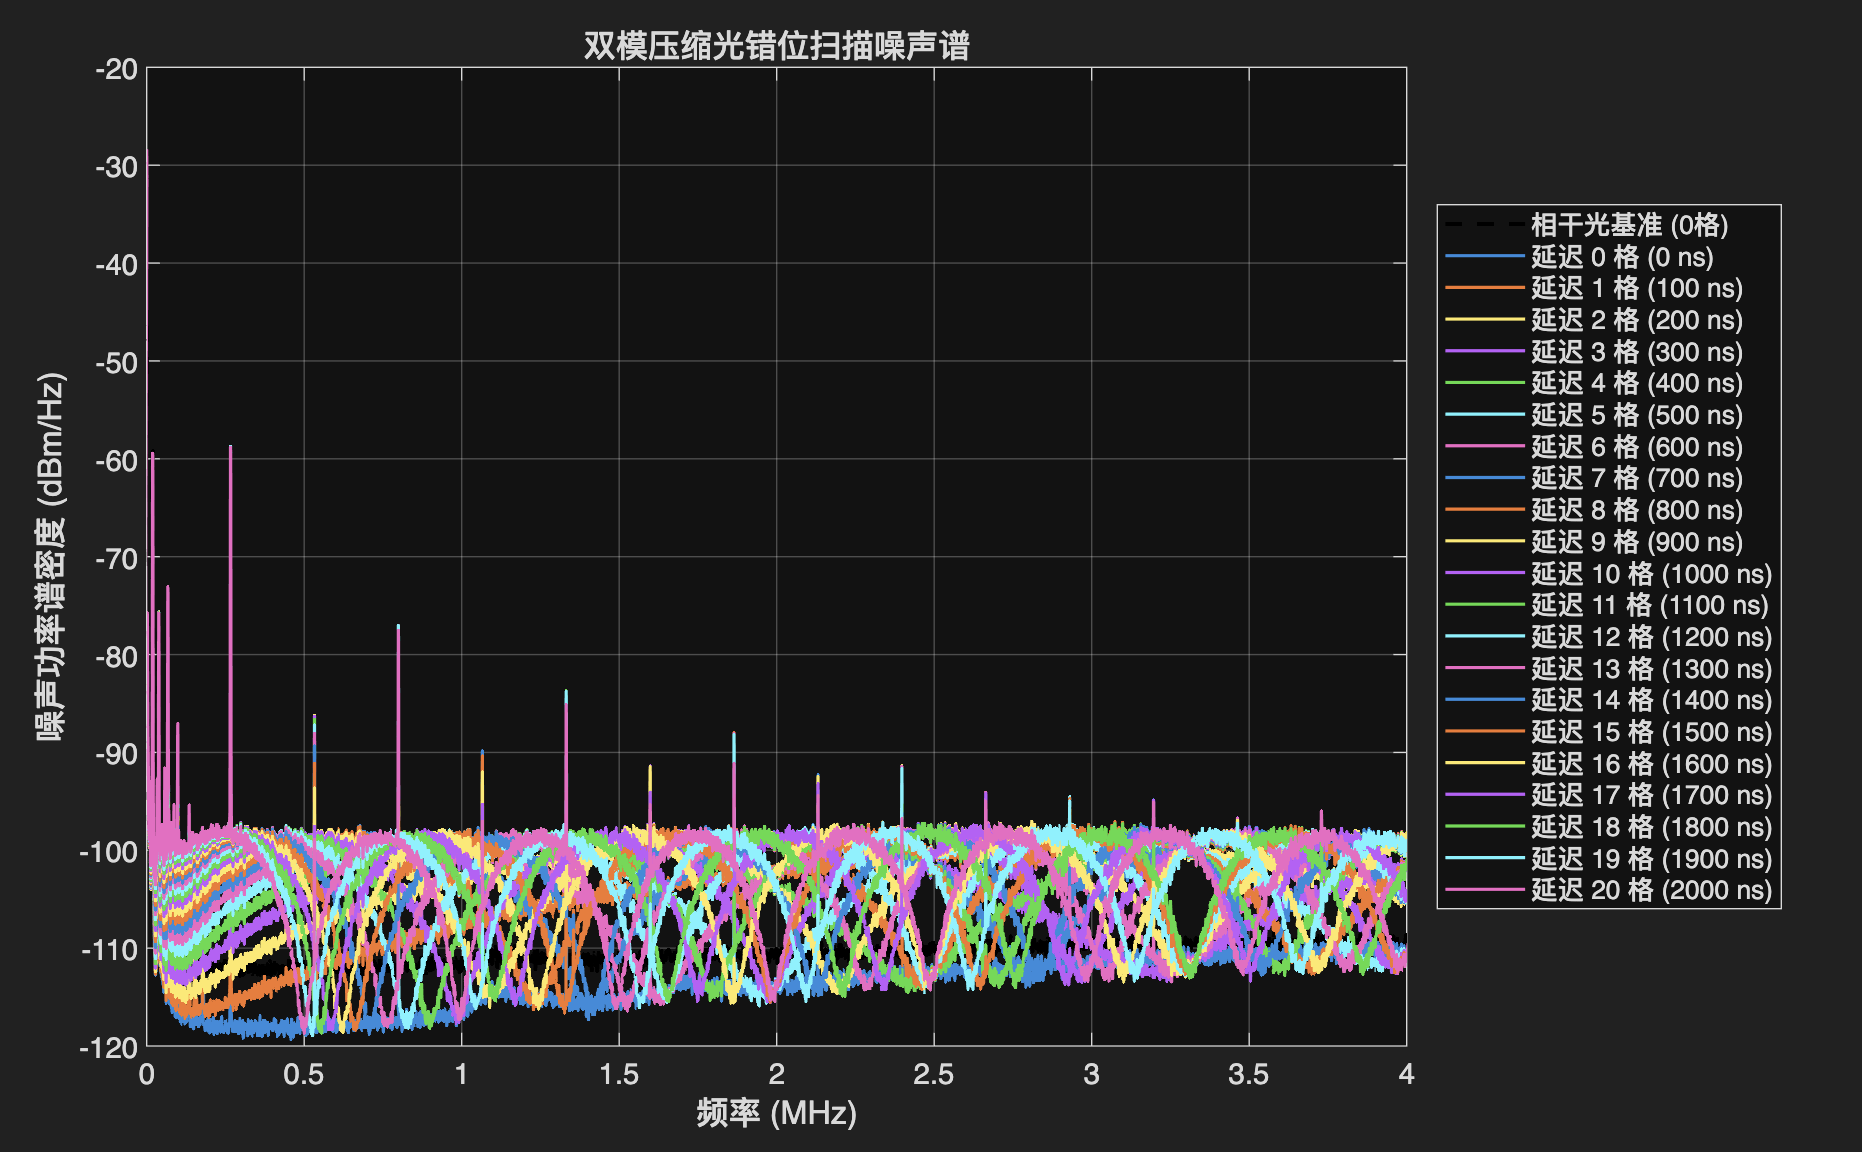 双模压缩光错位扫描噪声谱
-20
-30
-40
-50
-60
-70
-80
-90
-100
-110
-120
噪声功率谱密度 (dBm/Hz)
0
0.5
1
1.5
2
2.5
3
3.5
4
频率 (MHz)
相干光基准 (0格)
延迟 0 格 (0 ns)
延迟 1 格 (100 ns)
延迟 2 格 (200 ns)
延迟 3 格 (300 ns)
延迟 4 格 (400 ns)
延迟 5 格 (500 ns)
延迟 6 格 (600 ns)
延迟 7 格 (700 ns)
延迟 8 格 (800 ns)
延迟 9 格 (900 ns)
延迟 10 格 (1000 ns)
延迟 11 格 (1100 ns)
延迟 12 格 (1200 ns)
延迟 13 格 (1300 ns)
延迟 14 格 (1400 ns)
延迟 15 格 (1500 ns)
延迟 16 格 (1600 ns)
延迟 17 格 (1700 ns)
延迟 18 格 (1800 ns)
延迟 19 格 (1900 ns)
延迟 20 格 (2000 ns)